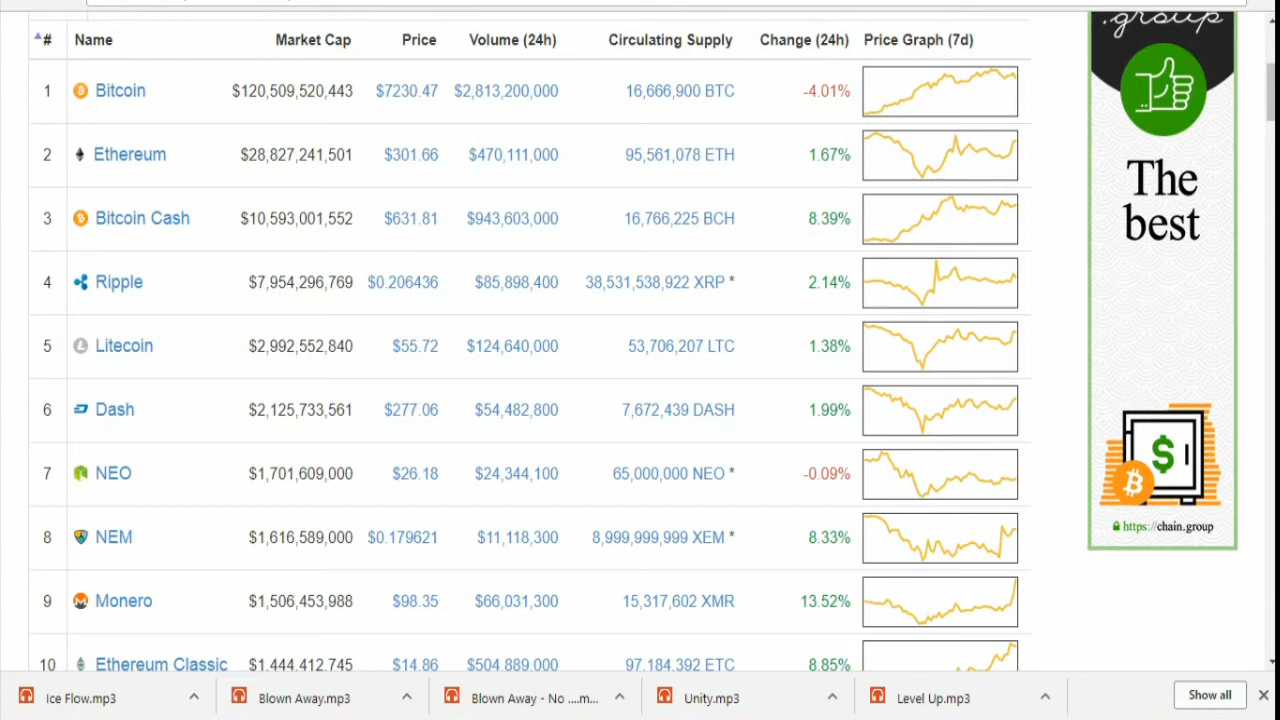 .group
# Name Market Cap Price Volume (24h) Circulating Supply Change (24h) Price Graph (7d)
1 Bitcoin $120,509,520,443 $7230.47 $2,813,200,000 16,666,900 BTC -4.01%
2 Ethereum $28,827,241,501 $301.66 $470,111,000 95,561,078 ETH 1.67%
3 Bitcoin Cash $10,593,001,552 $631.81 $943,603,000 16,766,225 BCH 8.39%
4 Ripple $7,954,296,769 $0.206436 $85,898,400 38,531,538,922 XRP * 2.14%
5 Litecoin $2,992,552,840 $55.72 $124,640,000 53,706,207 LTC 1.38%
6 Dash $2,125,733,561 $277.06 $54,482,800 7,672,439 DASH 1.99%
7 NEO $1,701,609,000 $26.18 $24,344,100 65,000,000 NEO * -0.09%
8 NEM $1,616,589,000 $0.179621 $11,118,300 8,999,999,999 XEM * 8.33%
9 Monero $1,506,453,988 $98.35 $66,031,300 15,317,602 XMR 13.52%
10 Ethereum Classic $1,444,412,745 $14.86 $504,889,000 97,184,392 ETC 8.85%
The
best
$
https://chain.group
Ice Flow.mp3 Blown Away.mp3 Blown Away - No ....m... Unity.mp3 Level Up.mp3 Show all